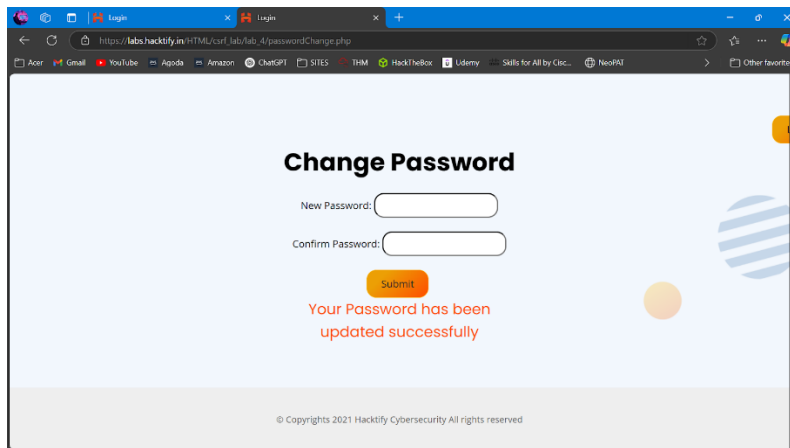 Login
Login
https://labs.hacktify.in/HTML/csrf_lab/lab_4/passwordChange.php
Acer Gmail YouTube Agoda Amazon ChatGPT SITES THM HackTheBox Udemy Skills for All by Cisc... NeoPAT Other favorite
Change Password
New Password:
Confirm Password:
Submit
Your Password has been
updated successfully
© Copyrights 2021 Hacktify Cybersecurity All rights reserved